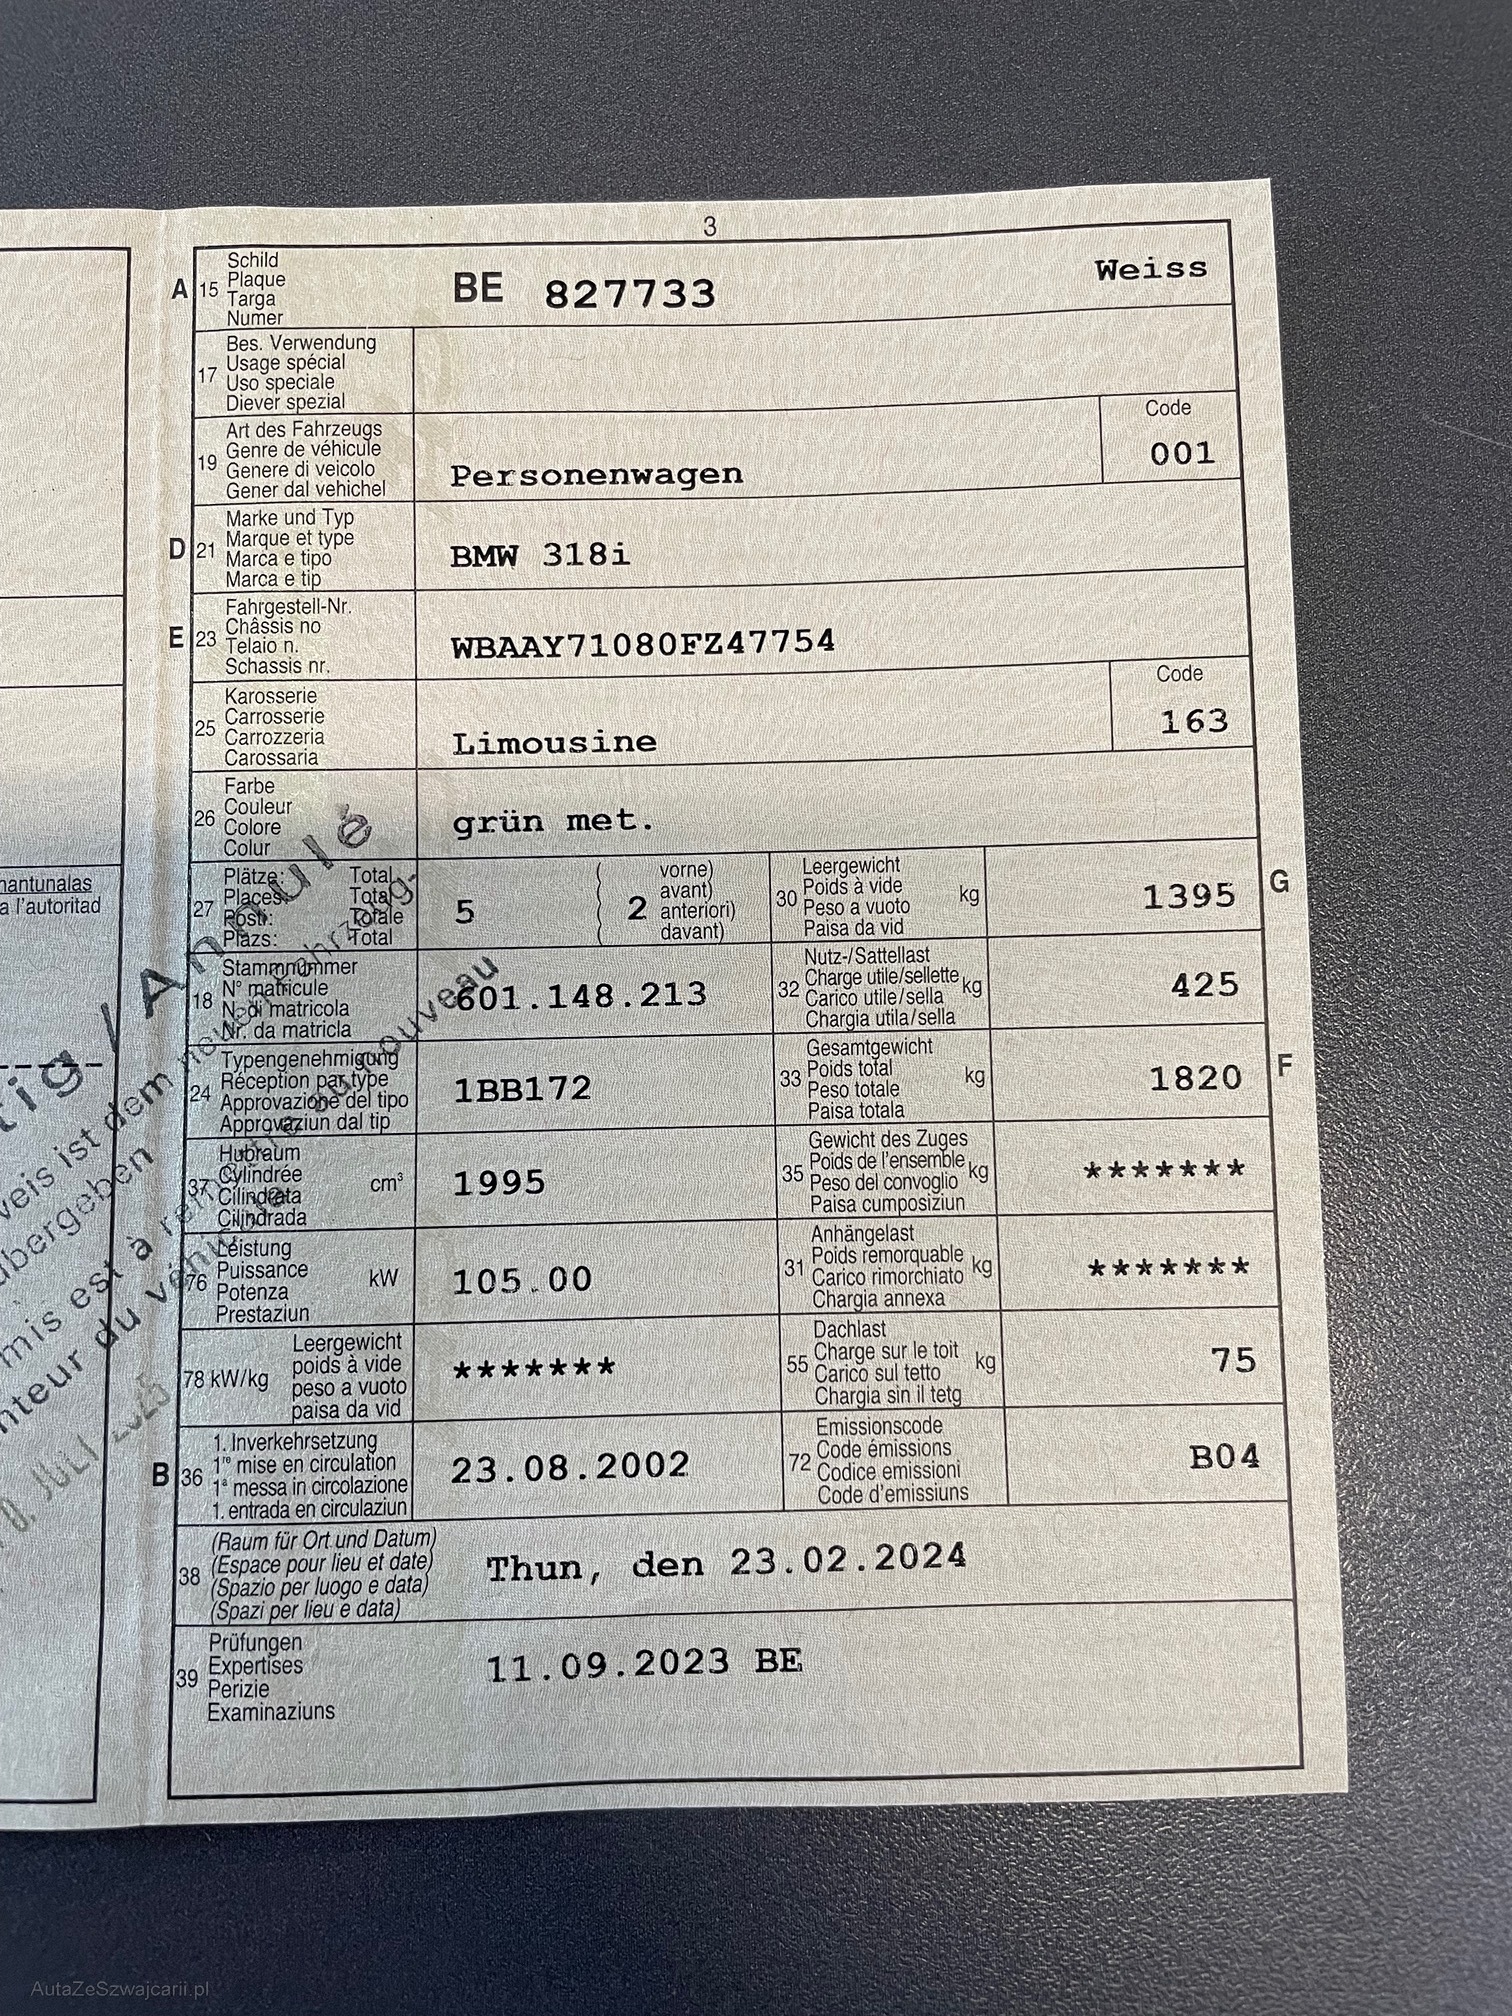 3
A 15 Schild
Plaque
Targa
Numer
BE 827733
Weiss
17 Bes. Verwendung
Usage spécial
Uso speciale
Diever spezial
19 Art des Fahrzeugs
Genre de véhicule
Genere di veicolo
Gener dal vehichel
Personenwagen
Code
001
D 21 Marke und Typ
Marque et type
Marca e tipo
Marca e tip
BMW 318i
E 23 Fahrgestell-Nr.
Châssis no
Telaio n.
Schassis nr.
WBAAY71080FZ47754
25 Karosserie
Carrosserie
Carrozzeria
Carossaria
Limousine
Code
163
26 Farbe
Couleur
Colore
Colur
grün met.
27 Plätze: Total
Places: Total
Posti: Totale
Plazs: Total
5
2
vorne)
avant)
anteriori)
davant)
30 Leergewicht
Poids à vide
Peso a vuoto
Paisa da vid
kg
1395
G
18 Stammnummer
N° matricule
N. di matricola
Nr. da matricla
601.148.213
32 Nutz-/Sattellast
Charge utile/sellette
Carico utile/sella
Chargia utila/sella
kg
425
24 Typengenehmigung
Réception par type
Approvazione del tipo
Approvaziun dal tip
1BB172
33 Gesamtgewicht
Poids total
Peso totale
Paisa totala
kg
1820
F
37 Hubraum
Cylindrée
Cilindrata
Cilindrada
cm³
1995
35 Gewicht des Zuges
Poids de l'ensemble
Peso del convoglio
Paisa cumposiziun
kg
*******
76 Leistung
Puissance
Potenza
Prestaziun
kW
105.00
31 Anhängelast
Poids remorquable
Carico rimorchiato
Chargia annexa
kg
*******
78 kW/kg
Leergewicht
poids à vide
peso a vuoto
paisa da vid
*******
55 Dachlast
Charge sur le toit
Carico sul tetto
Chargia sin il tetg
kg
75
B 36 1. Inverkehrsetzung
1re mise en circulation
1a messa in circolazione
1. entrada en circulaziun
23.08.2002
72 Emissionscode
Code émissions
Codice emissioni
Code d'emissiuns
B04
38 (Raum für Ort und Datum)
(Espace pour lieu et date)
(Spazio per luogo e data)
(Spazi per lieu e data)
Thun, den 23.02.2024
39 Prüfungen
Expertises
Perizie
Examinaziuns
11.09.2023 BE
a l'autoritad
/ Annulé
ist dem neuen Fahrzeug-
übergeben
est à
du nouveau
du véhicule
JULI 2025
AutaZeSzwajcarii.pl